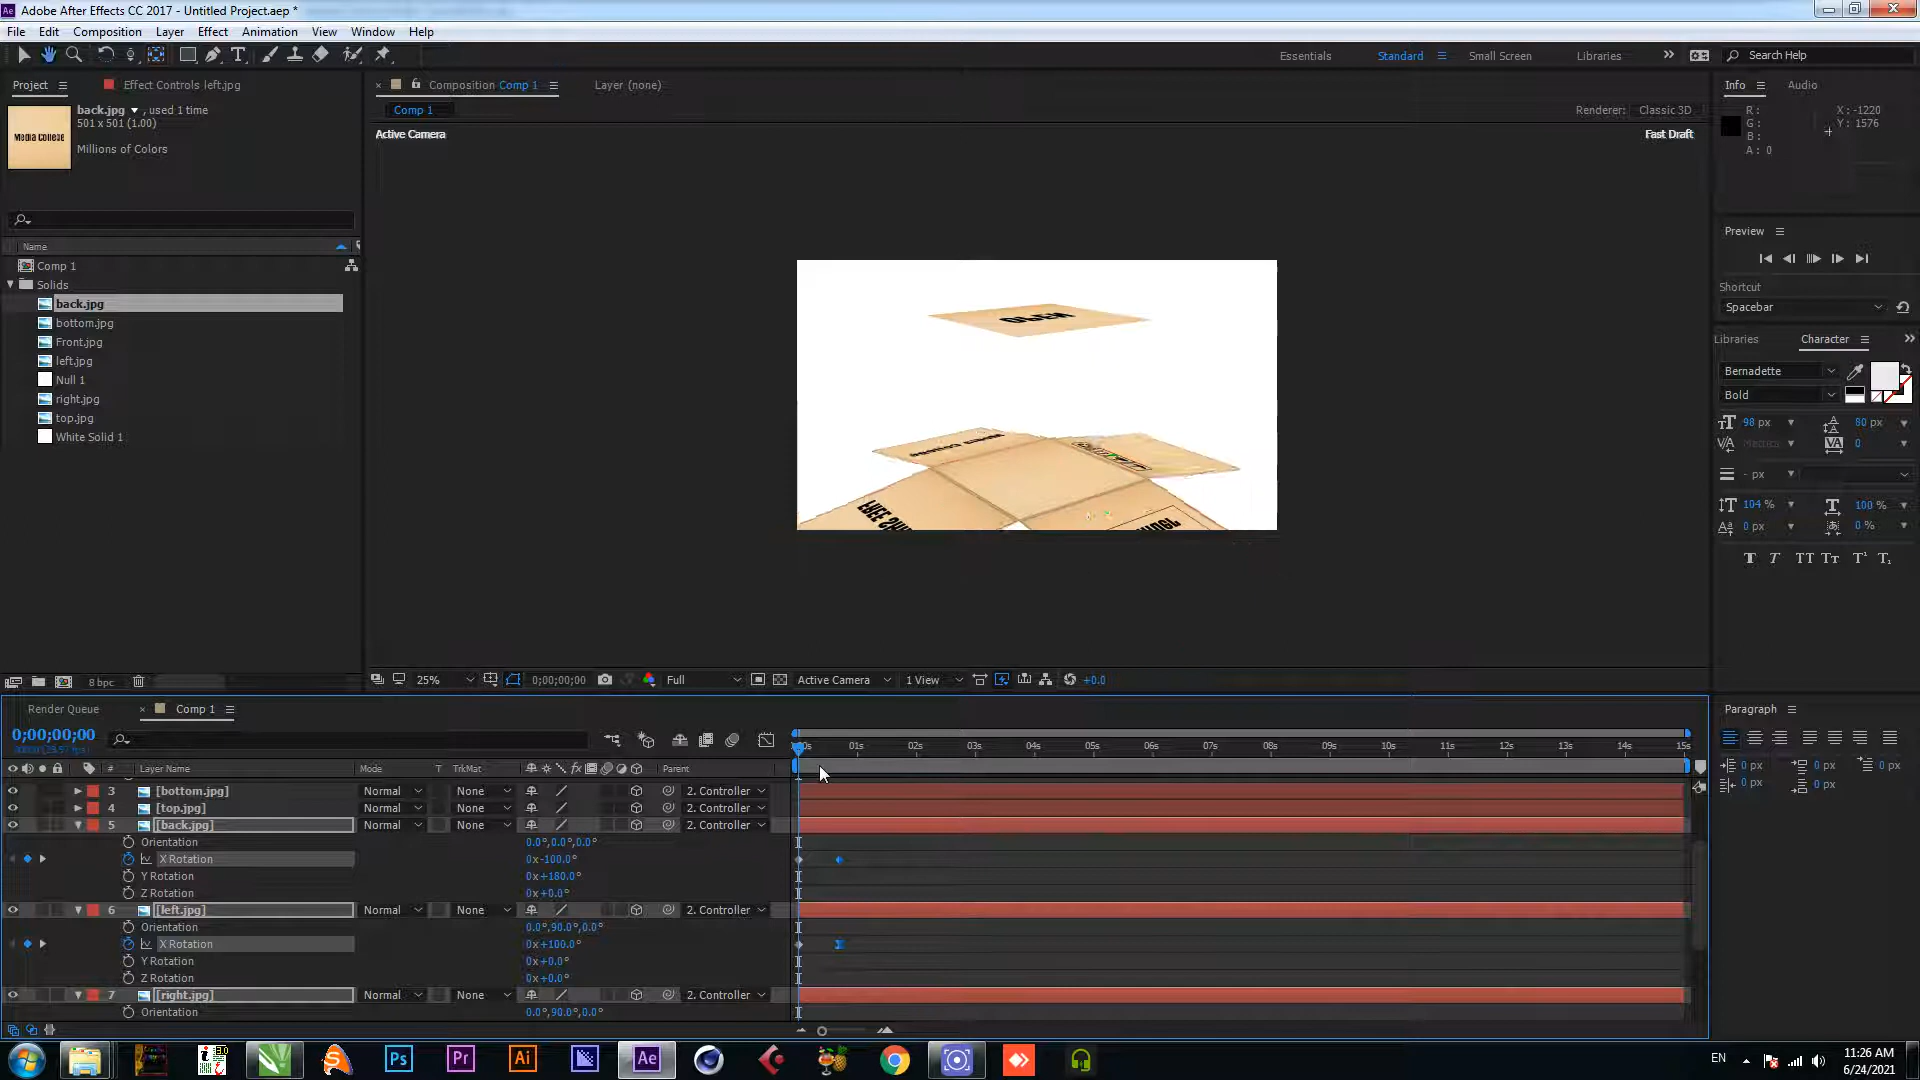 Adobe After Effects CC 2017 - Untitled Project.aep *
File Edit Composition Layer Effect Animation View Window Help
Essentials Standard Small Screen Libraries Search Help
Project Effect Controls left.jpg
Composition Comp 1 Layer (none)
Info Audio
back.jpg , used 1 time
501 x 501 (1.00)
Millions of Colors
Media College
Comp 1
Renderer: Classic 3D
Active Camera
Fast Draft
R :
G :
B :
A : 0
X : -1220
Y : 1576
Name
Comp 1
Solids
back.jpg
bottom.jpg
Front.jpg
left.jpg
Null 1
right.jpg
top.jpg
White Solid 1
OPEN
Preview
Shortcut
Spacebar
Libraries Character
Bernadette
Bold
98 px 80 px
Metrics 0
- px
104 % 100 %
0 px 0 %
T T TT Tt T¹ T₁
8 bpc
25% 0;00;00;00 Full Active Camera 1 View +0.0
Render Queue Comp 1
0;00;00;00
01s 02s 03s 04s 05s 06s 07s 08s 09s 10s 11s 12s 13s 14s 15s
# Layer Name Mode T TrkMat Parent
3 [bottom.jpg] Normal None 2. Controller
4 [top.jpg] Normal None 2. Controller
5 [back.jpg] Normal None 2. Controller
Orientation 0.0°,0.0°,0.0°
X Rotation 0x-100.0°
Y Rotation 0x+180.0°
Z Rotation 0x+0.0°
6 [left.jpg] Normal None 2. Controller
Orientation 0.0°,90.0°,0.0°
X Rotation 0x+100.0°
Y Rotation 0x+0.0°
Z Rotation 0x+0.0°
7 [right.jpg] Normal None 2. Controller
Orientation 0.0°,90.0°,0.0°
Paragraph
0 px 0 px 0 px
0 px 0 px
Ps Pr Ai Ae
EN
11:26 AM
6/24/2021